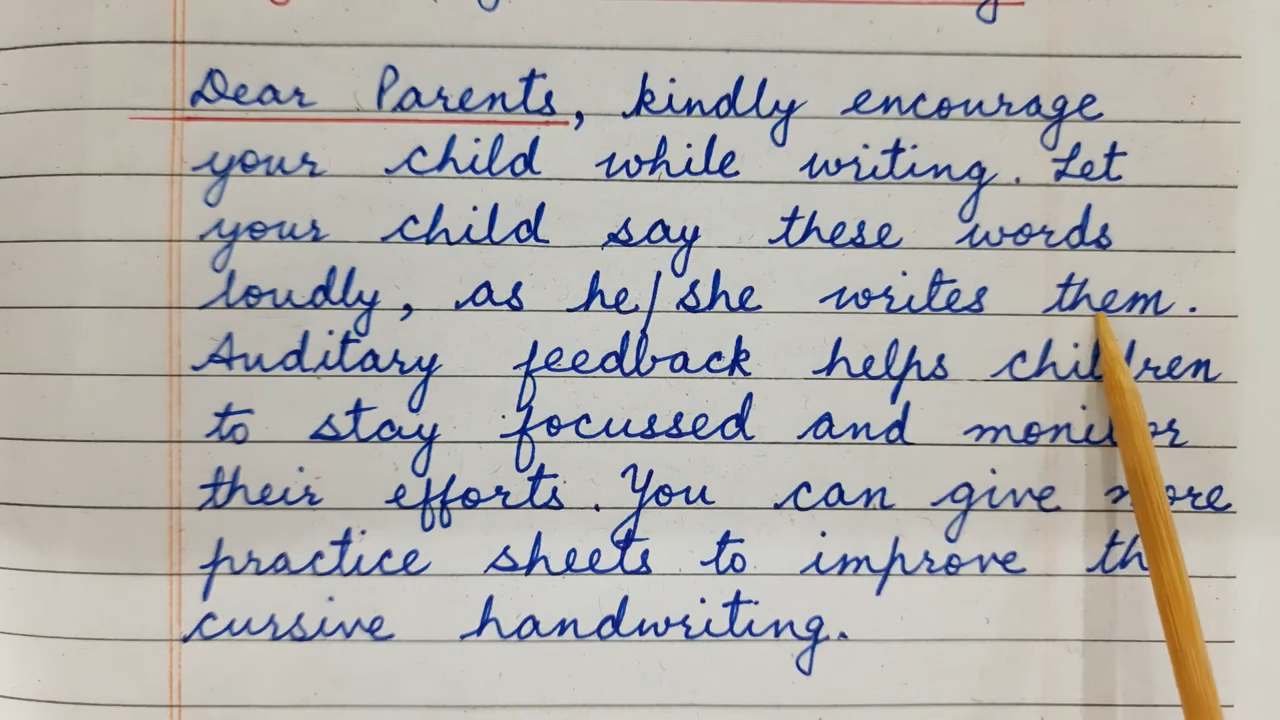 Dear Parents, kindly encourage
your child while writing. Let
your child say these words
loudly, as he/she writes them.
Auditary feedback helps children
to stay focussed and monitor
their efforts. You can give more
practice sheets to improve
cursive handwriting.